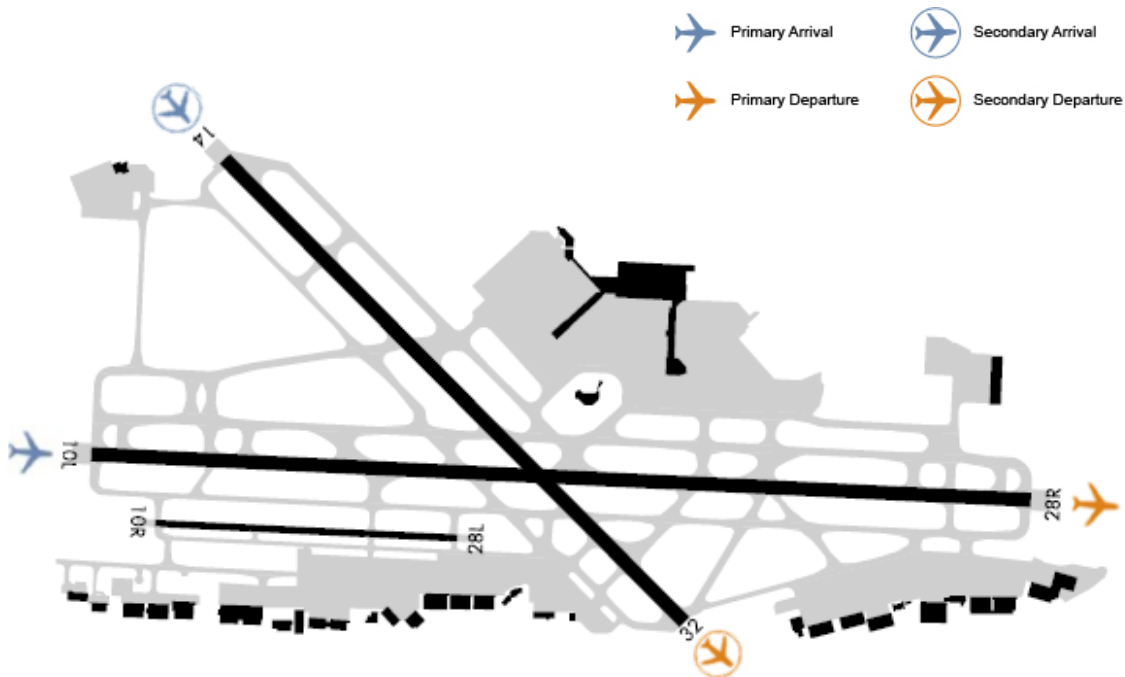 Primary Arrival
Secondary Arrival
Primary Departure
Secondary Departure
14
10L
28R
10R
28L
32